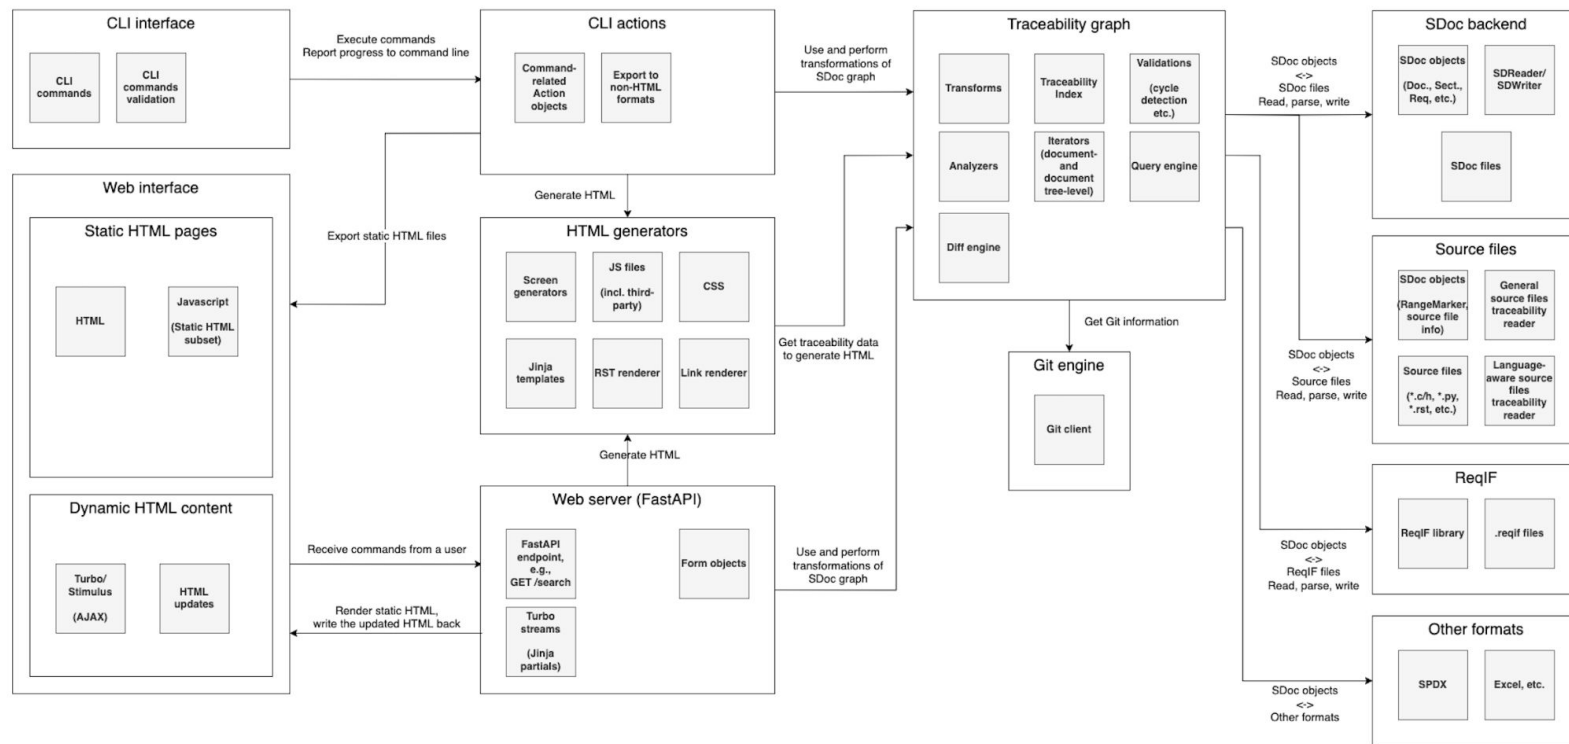 CLI interface
CLI
commands
CLI
commands
validation
Execute commands
Report progress to command line
CLI actions
Command-
related
Action
objects
Export to
non-HTML
formats
Use and perform
transformations of
SDoc graph
Traceability graph
Transforms
Traceability
Index
Validations
(cycle
detection
etc.)
Analyzers
Iterators
(document-
and
document
tree-level)
Query engine
Diff engine
SDoc objects
<->
SDoc files
Read, parse, write
SDoc backend
SDoc objects
(Doc., Sect.,
Req, etc.)
SDReader/
SDWriter
SDoc files
Web interface
Static HTML pages
HTML
Javascript
(Static HTML
subset)
Export static HTML files
Generate HTML
HTML generators
Screen
generators
JS files
(incl. third-
party)
CSS
Jinja
templates
RST renderer
Link renderer
Get traceability data
to generate HTML
Get Git information
Git engine
Git client
SDoc objects
<->
Source files
Read, parse, write
Source files
SDoc objects
(RangeMarker,
source file
info)
General
source files
traceability
reader
Source files
(*.c/h, *.py,
*.rst, etc.)
Language-
aware source
files
traceability
reader
Dynamic HTML content
Turbo/
Stimulus
(AJAX)
HTML
updates
Receive commands from a user
Render static HTML,
write the updated HTML back
Generate HTML
Web server (FastAPI)
FastAPI
endpoint,
e.g.,
GET /search
Form objects
Turbo
streams
(Jinja
partials)
Use and perform
transformations of
SDoc graph
SDoc objects
<->
ReqIF files
Read, parse, write
ReqIF
ReqIF library
.reqif files
SDoc objects
<->
Other formats
Other formats
SPDX
Excel, etc.